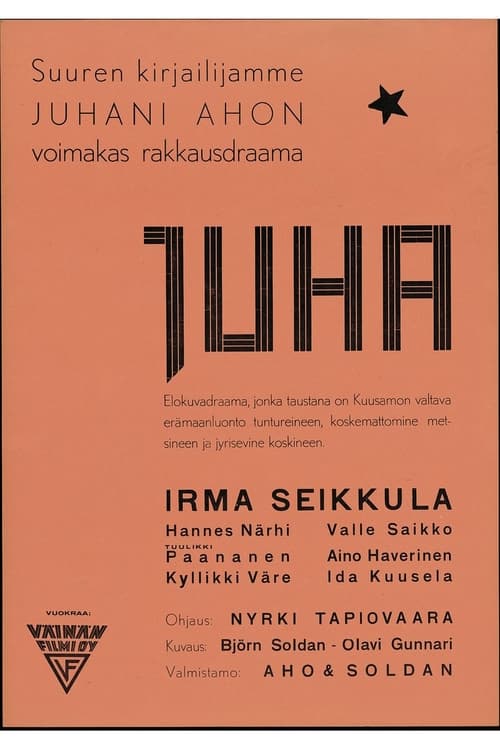 Suuren kirjailijamme
JUHANI AHON
voimakas rakkausdraama
JUHA
Elokuvadraama, jonka taustana on Kuusamon valtava
erämaanluonto tuntureineen, koskemattomine met-
sineen ja jyrisevine koskineen.
IRMA SEIKKULA
Hannes Närhi Valle Saikko
TUULIKKI
Paananen Aino Haverinen
Kyllikki Väre Ida Kuusela
Ohjaus: NYRKI TAPIOVAARA
Kuvaus: Björn Soldan - Olavi Gunnari
Valmistamo: AHO & SOLDAN
VUOKRAA:
VÄINÄN
FILMI OY
VF